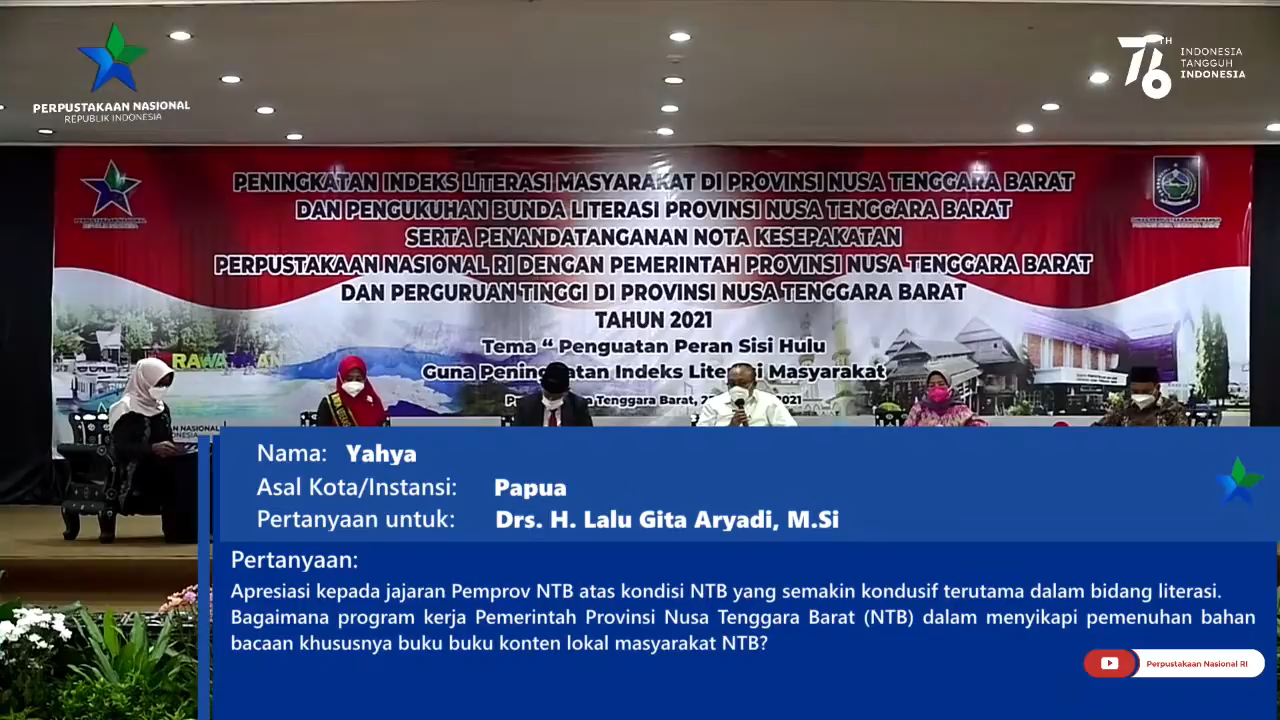 PERPUSTAKAAN NASIONAL
REPUBLIK INDONESIA
76TH
INDONESIA
TANGGUH
INDONESIA
PENINGKATAN INDEKS LITERASI MASYARAKAT DI PROVINSI NUSA TENGGARA BARAT
DAN PENGUKUHAN BUNDA LITERASI PROVINSI NUSA TENGGARA BARAT
SERTA PENANDATANGANAN NOTA KESEPAKATAN
PERPUSTAKAAN NASIONAL RI DENGAN PEMERINTAH PROVINSI NUSA TENGGARA BARAT
DAN PERGURUAN TINGGI DI PROVINSI NUSA TENGGARA BARAT
TAHUN 2021
Tema “ Penguatan Peran Sisi Hulu
Guna Indeks Masyarakat
Tenggara Barat, 2021
Nama: Yahya
Asal Kota/Instansi: Papua
Pertanyaan untuk: Drs. H. Lalu Gita Aryadi, M.Si
Pertanyaan:
Apresiasi kepada jajaran Pemprov NTB atas kondisi NTB yang semakin kondusif terutama dalam bidang literasi.
Bagaimana program kerja Pemerintah Provinsi Nusa Tenggara Barat (NTB) dalam menyikapi pemenuhan bahan
bacaan khususnya buku buku konten lokal masyarakat NTB?
Perpustakaan Nasional RI